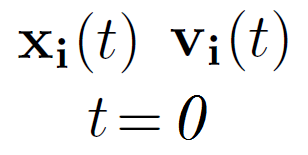 𝐱ᵢ(t) 𝐯ᵢ(t)
t = 0